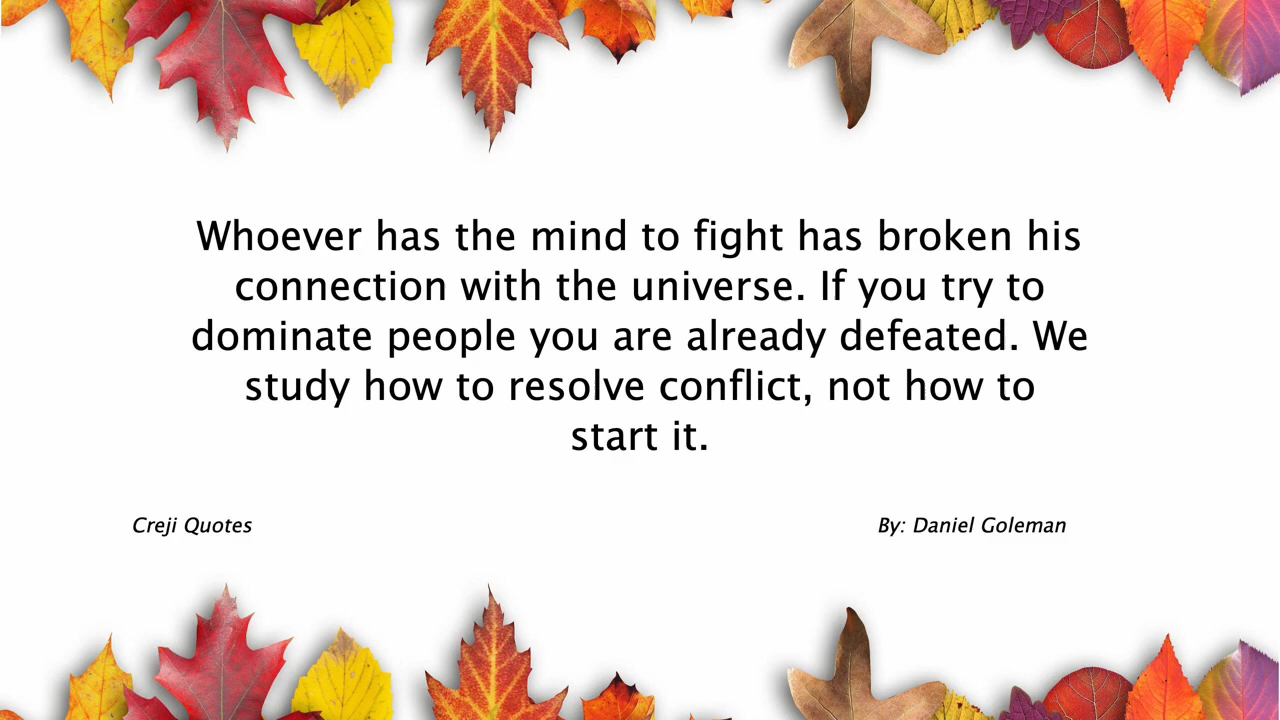 Whoever has the mind to fight has broken his
connection with the universe. If you try to
dominate people you are already defeated. We
study how to resolve conflict, not how to
start it.
Creji Quotes
By: Daniel Goleman